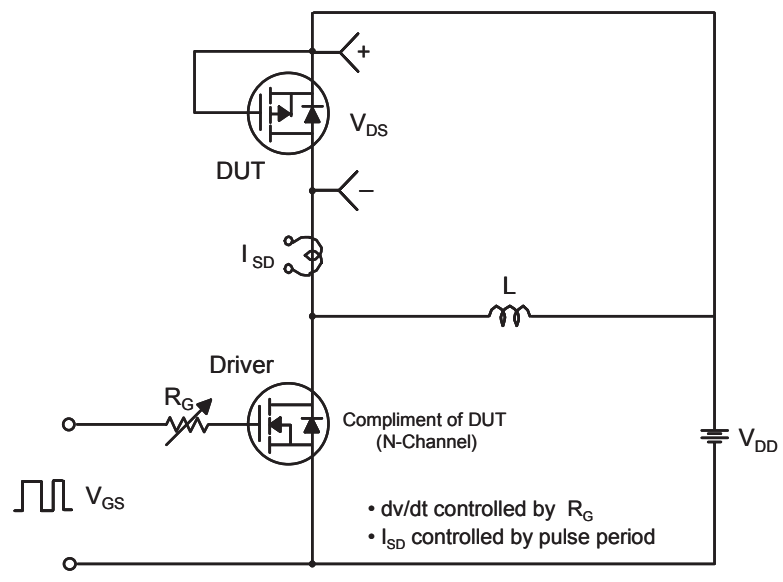 +
V_DS
DUT
–
I_SD
L
Driver
R_G
Compliment of DUT
(N-Channel)
V_DD
V_GS
• dv/dt controlled by R_G
• I_SD controlled by pulse period